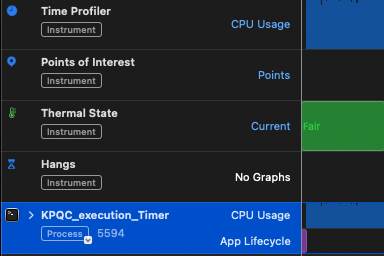 Time Profiler
Instrument
CPU Usage
Points of Interest
Instrument
Points
Thermal State
Instrument
Current
Fair
Hangs
Instrument
No Graphs
KPQC_execution_Timer
CPU Usage
Process 5594
App Lifecycle